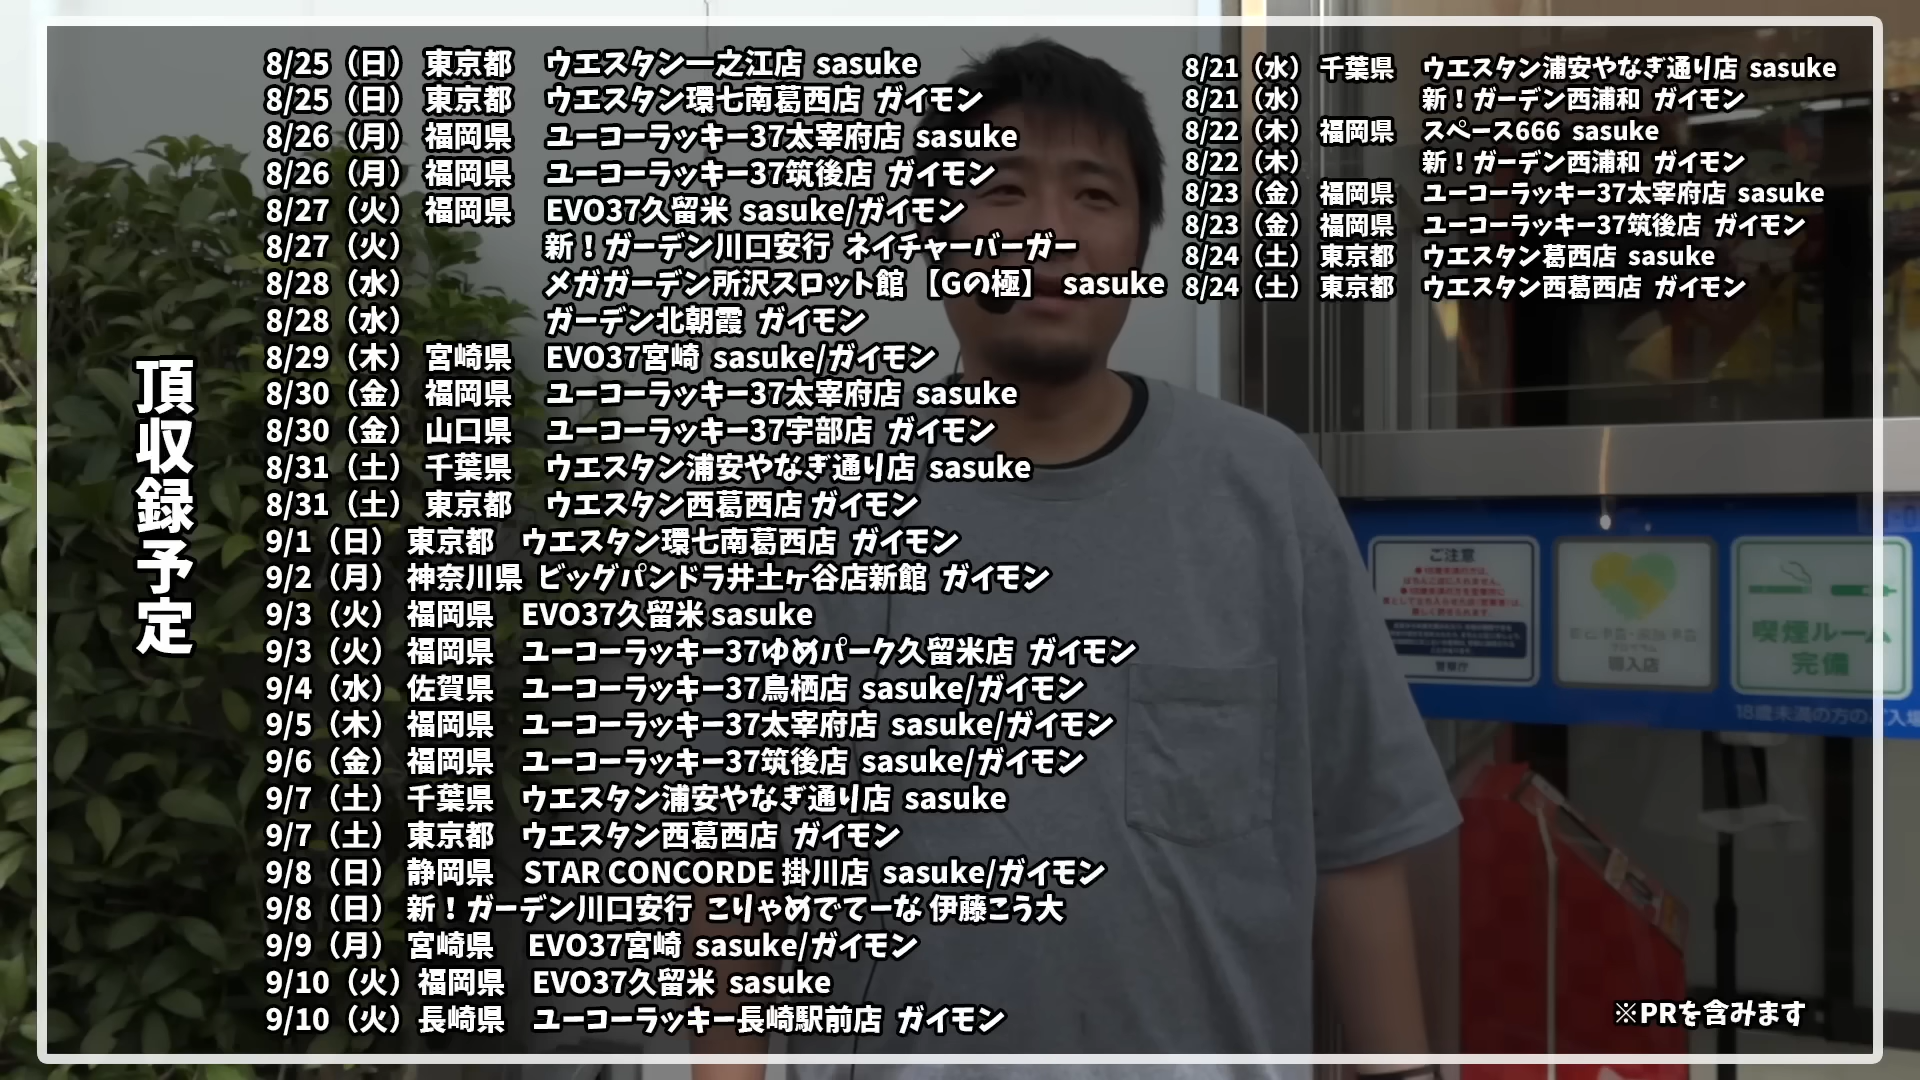 頂収録予定
8/25（日） 東京都 ウエスタン一之江店 sasuke
8/25（日） 東京都 ウエスタン環七南葛西店 ガイモン
8/26（月） 福岡県 ユーコーラッキー37太宰府店 sasuke
8/26（月） 福岡県 ユーコーラッキー37筑後店 ガイモン
8/27（火） 福岡県 EVO37久留米 sasuke/ガイモン
8/27（火） 新！ガーデン川口安行 ネイチャーバーガー
8/28（水） メガガーデン所沢スロット館 【Gの極】 sasuke
8/28（水） ガーデン北朝霞 ガイモン
8/29（木） 宮崎県 EVO37宮崎 sasuke/ガイモン
8/30（金） 福岡県 ユーコーラッキー37太宰府店 sasuke
8/30（金） 山口県 ユーコーラッキー37宇部店 ガイモン
8/31（土） 千葉県 ウエスタン浦安やなぎ通り店 sasuke
8/31（土） 東京都 ウエスタン西葛西店 ガイモン
9/1（日） 東京都 ウエスタン環七南葛西店 ガイモン
9/2（月） 神奈川県 ビッグパンドラ井土ヶ谷店新館 ガイモン
9/3（火） 福岡県 EVO37久留米 sasuke
9/3（火） 福岡県 ユーコーラッキー37ゆめパーク久留米店 ガイモン
9/4（水） 佐賀県 ユーコーラッキー37鳥栖店 sasuke/ガイモン
9/5（木） 福岡県 ユーコーラッキー37太宰府店 sasuke/ガイモン
9/6（金） 福岡県 ユーコーラッキー37筑後店 sasuke/ガイモン
9/7（土） 千葉県 ウエスタン浦安やなぎ通り店 sasuke
9/7（土） 東京都 ウエスタン西葛西店 ガイモン
9/8（日） 静岡県 STAR CONCORDE 掛川店 sasuke/ガイモン
9/8（日） 新！ガーデン川口安行 こりゃめでてーな 伊藤こう大
9/9（月） 宮崎県 EVO37宮崎 sasuke/ガイモン
9/10（火） 福岡県 EVO37久留米 sasuke
9/10（火） 長崎県 ユーコーラッキー長崎駅前店 ガイモン
8/21（水） 千葉県 ウエスタン浦安やなぎ通り店 sasuke
8/21（水） 新！ガーデン西浦和 ガイモン
8/22（木） 福岡県 スペース666 sasuke
8/22（木） 新！ガーデン西浦和 ガイモン
8/23（金） 福岡県 ユーコーラッキー37太宰府店 sasuke
8/23（金） 福岡県 ユーコーラッキー37筑後店 ガイモン
8/24（土） 東京都 ウエスタン葛西店 sasuke
8/24（土） 東京都 ウエスタン西葛西店 ガイモン
ご注意
警察庁
導入店
喫煙ルーム
完備
18歳未満の方のご入場
※PRを含みます